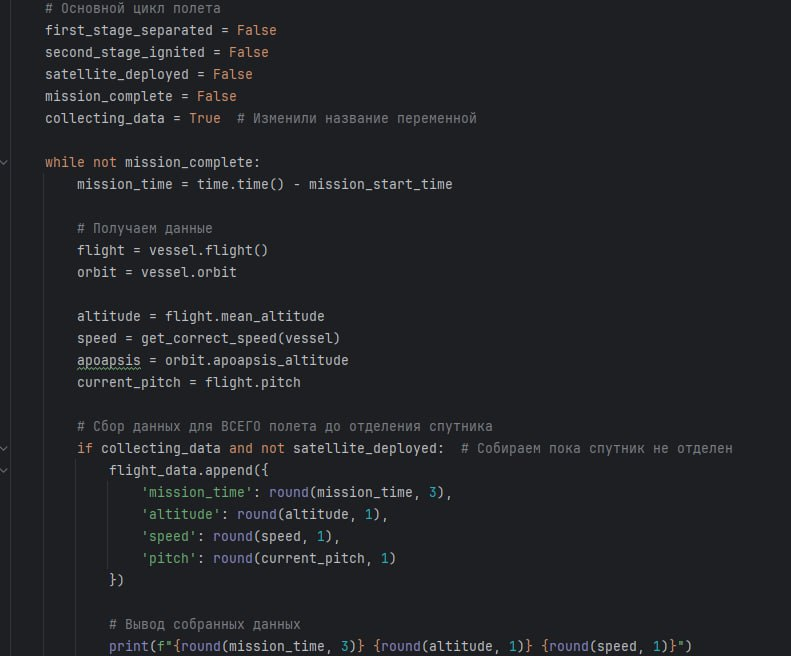 # Основной цикл полета
first_stage_separated = False
second_stage_ignited = False
satellite_deployed = False
mission_complete = False
collecting_data = True  # Изменили название переменной
while not mission_complete:
mission_time = time.time() - mission_start_time
# Получаем данные
flight = vessel.flight()
orbit = vessel.orbit
altitude = flight.mean_altitude
speed = get_correct_speed(vessel)
apoapsis = orbit.apoapsis_altitude
current_pitch = flight.pitch
# Сбор данных для ВСЕГО полета до отделения спутника
if collecting_data and not satellite_deployed:  # Собираем пока спутник не отделен
flight_data.append({
'mission_time': round(mission_time, 3),
'altitude': round(altitude, 1),
'speed': round(speed, 1),
'pitch': round(current_pitch, 1)
})
# Вывод собранных данных
print(f"{round(mission_time, 3)} {round(altitude, 1)} {round(speed, 1)}")